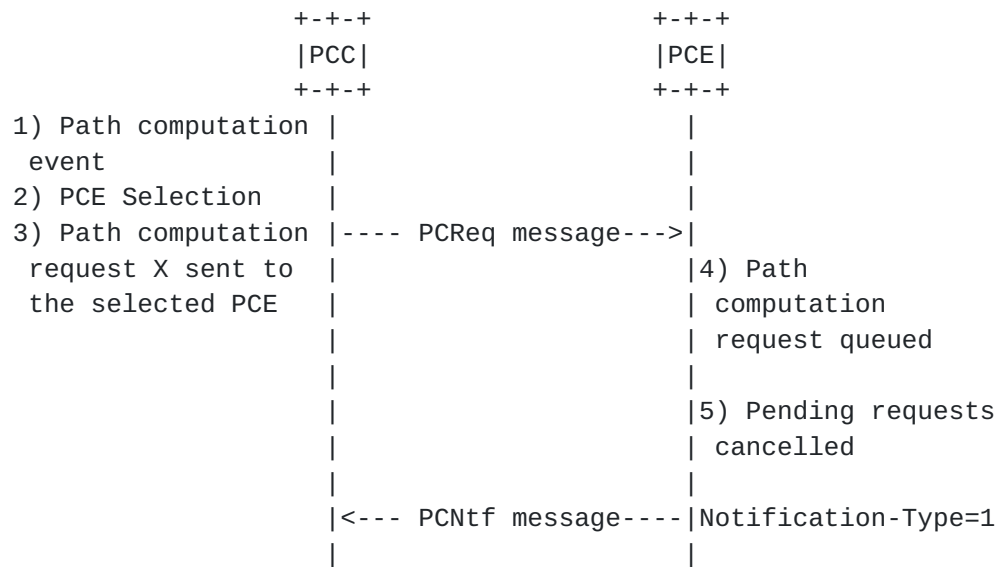 +-+-+                  +-+-+
|PCC|                  |PCE|
+-+-+                  +-+-+
1) Path computation |                      |
event               |                      |
2) PCE Selection    |                      |
3) Path computation |---- PCReq message--->|
request X sent to   |                      |4) Path
the selected PCE    |                      | computation
|                      | request queued
|                      |
|                      |5) Pending requests
|                      | cancelled
|                      |
|<--- PCNtf message----|Notification-Type=1
|                      |